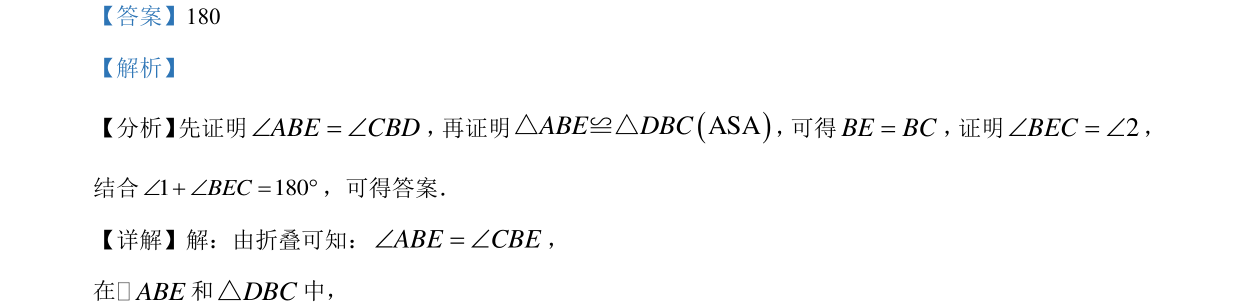 【答案】180
【解析】
【分析】先证明∠ABE = ∠CBD，再证明△ABE≌△DBC(ASA)，可得BE = BC，证明∠BEC = ∠2，
结合∠1+∠BEC=180°，可得答案．
【详解】解：由折叠可知：∠ABE = ∠CBE，
在□ABE和△DBC中，